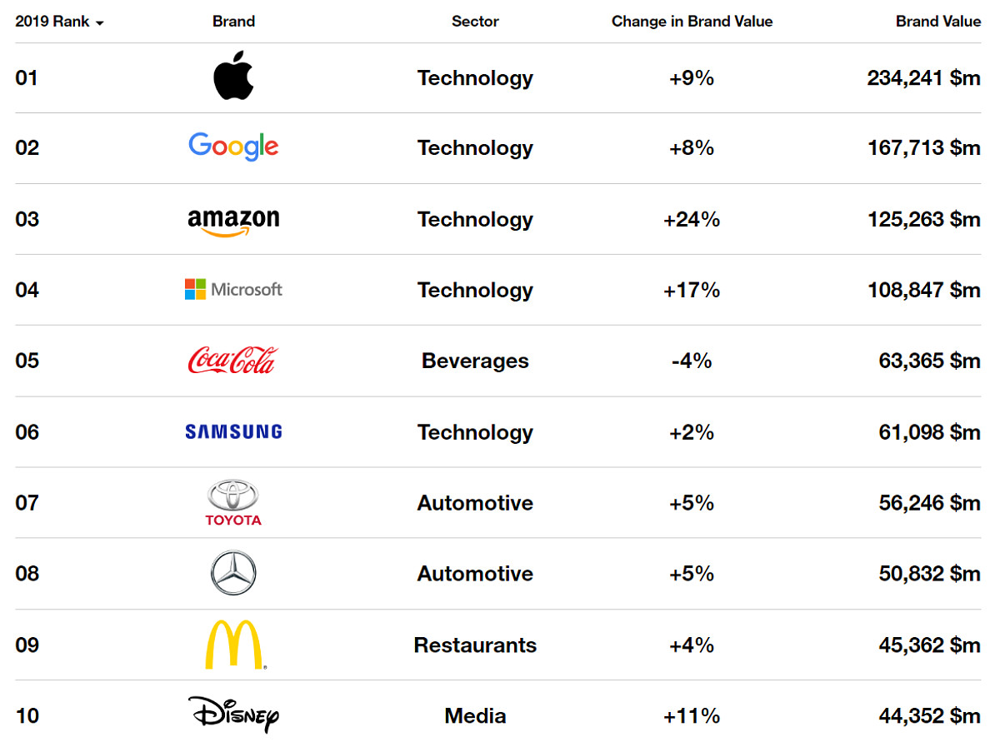 2019 Rank Brand Sector Change in Brand Value Brand Value
01 Technology +9% 234,241 $m
02 Google Technology +8% 167,713 $m
03 amazon Technology +24% 125,263 $m
04 Microsoft Technology +17% 108,847 $m
05 Coca-Cola Beverages -4% 63,365 $m
06 SAMSUNG Technology +2% 61,098 $m
07 TOYOTA Automotive +5% 56,246 $m
08 Automotive +5% 50,832 $m
09 Restaurants +4% 45,362 $m
10 Disney Media +11% 44,352 $m